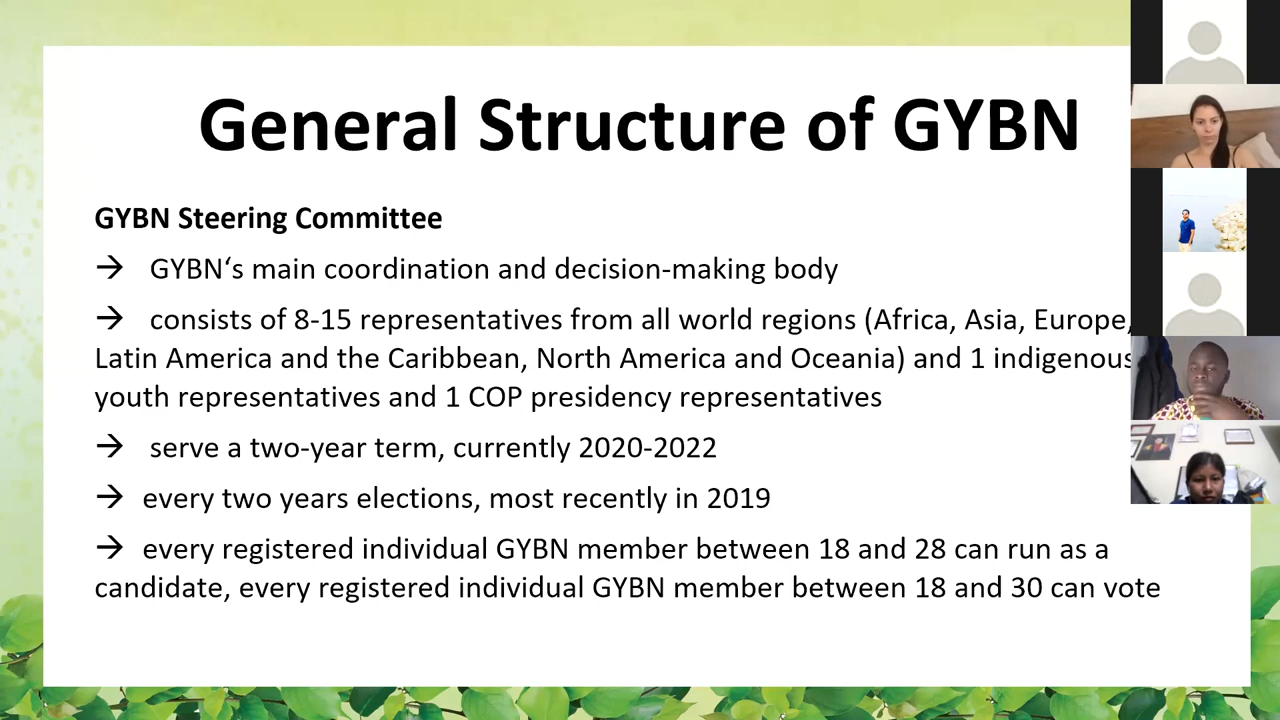 General Structure of GYBN
GYBN Steering Committee
→ GYBN‘s main coordination and decision-making body
→ consists of 8-15 representatives from all world regions (Africa, Asia, Europe,
Latin America and the Caribbean, North America and Oceania) and 1 indigenous
youth representatives and 1 COP presidency representatives
→ serve a two-year term, currently 2020-2022
→ every two years elections, most recently in 2019
→ every registered individual GYBN member between 18 and 28 can run as a
candidate, every registered individual GYBN member between 18 and 30 can vote